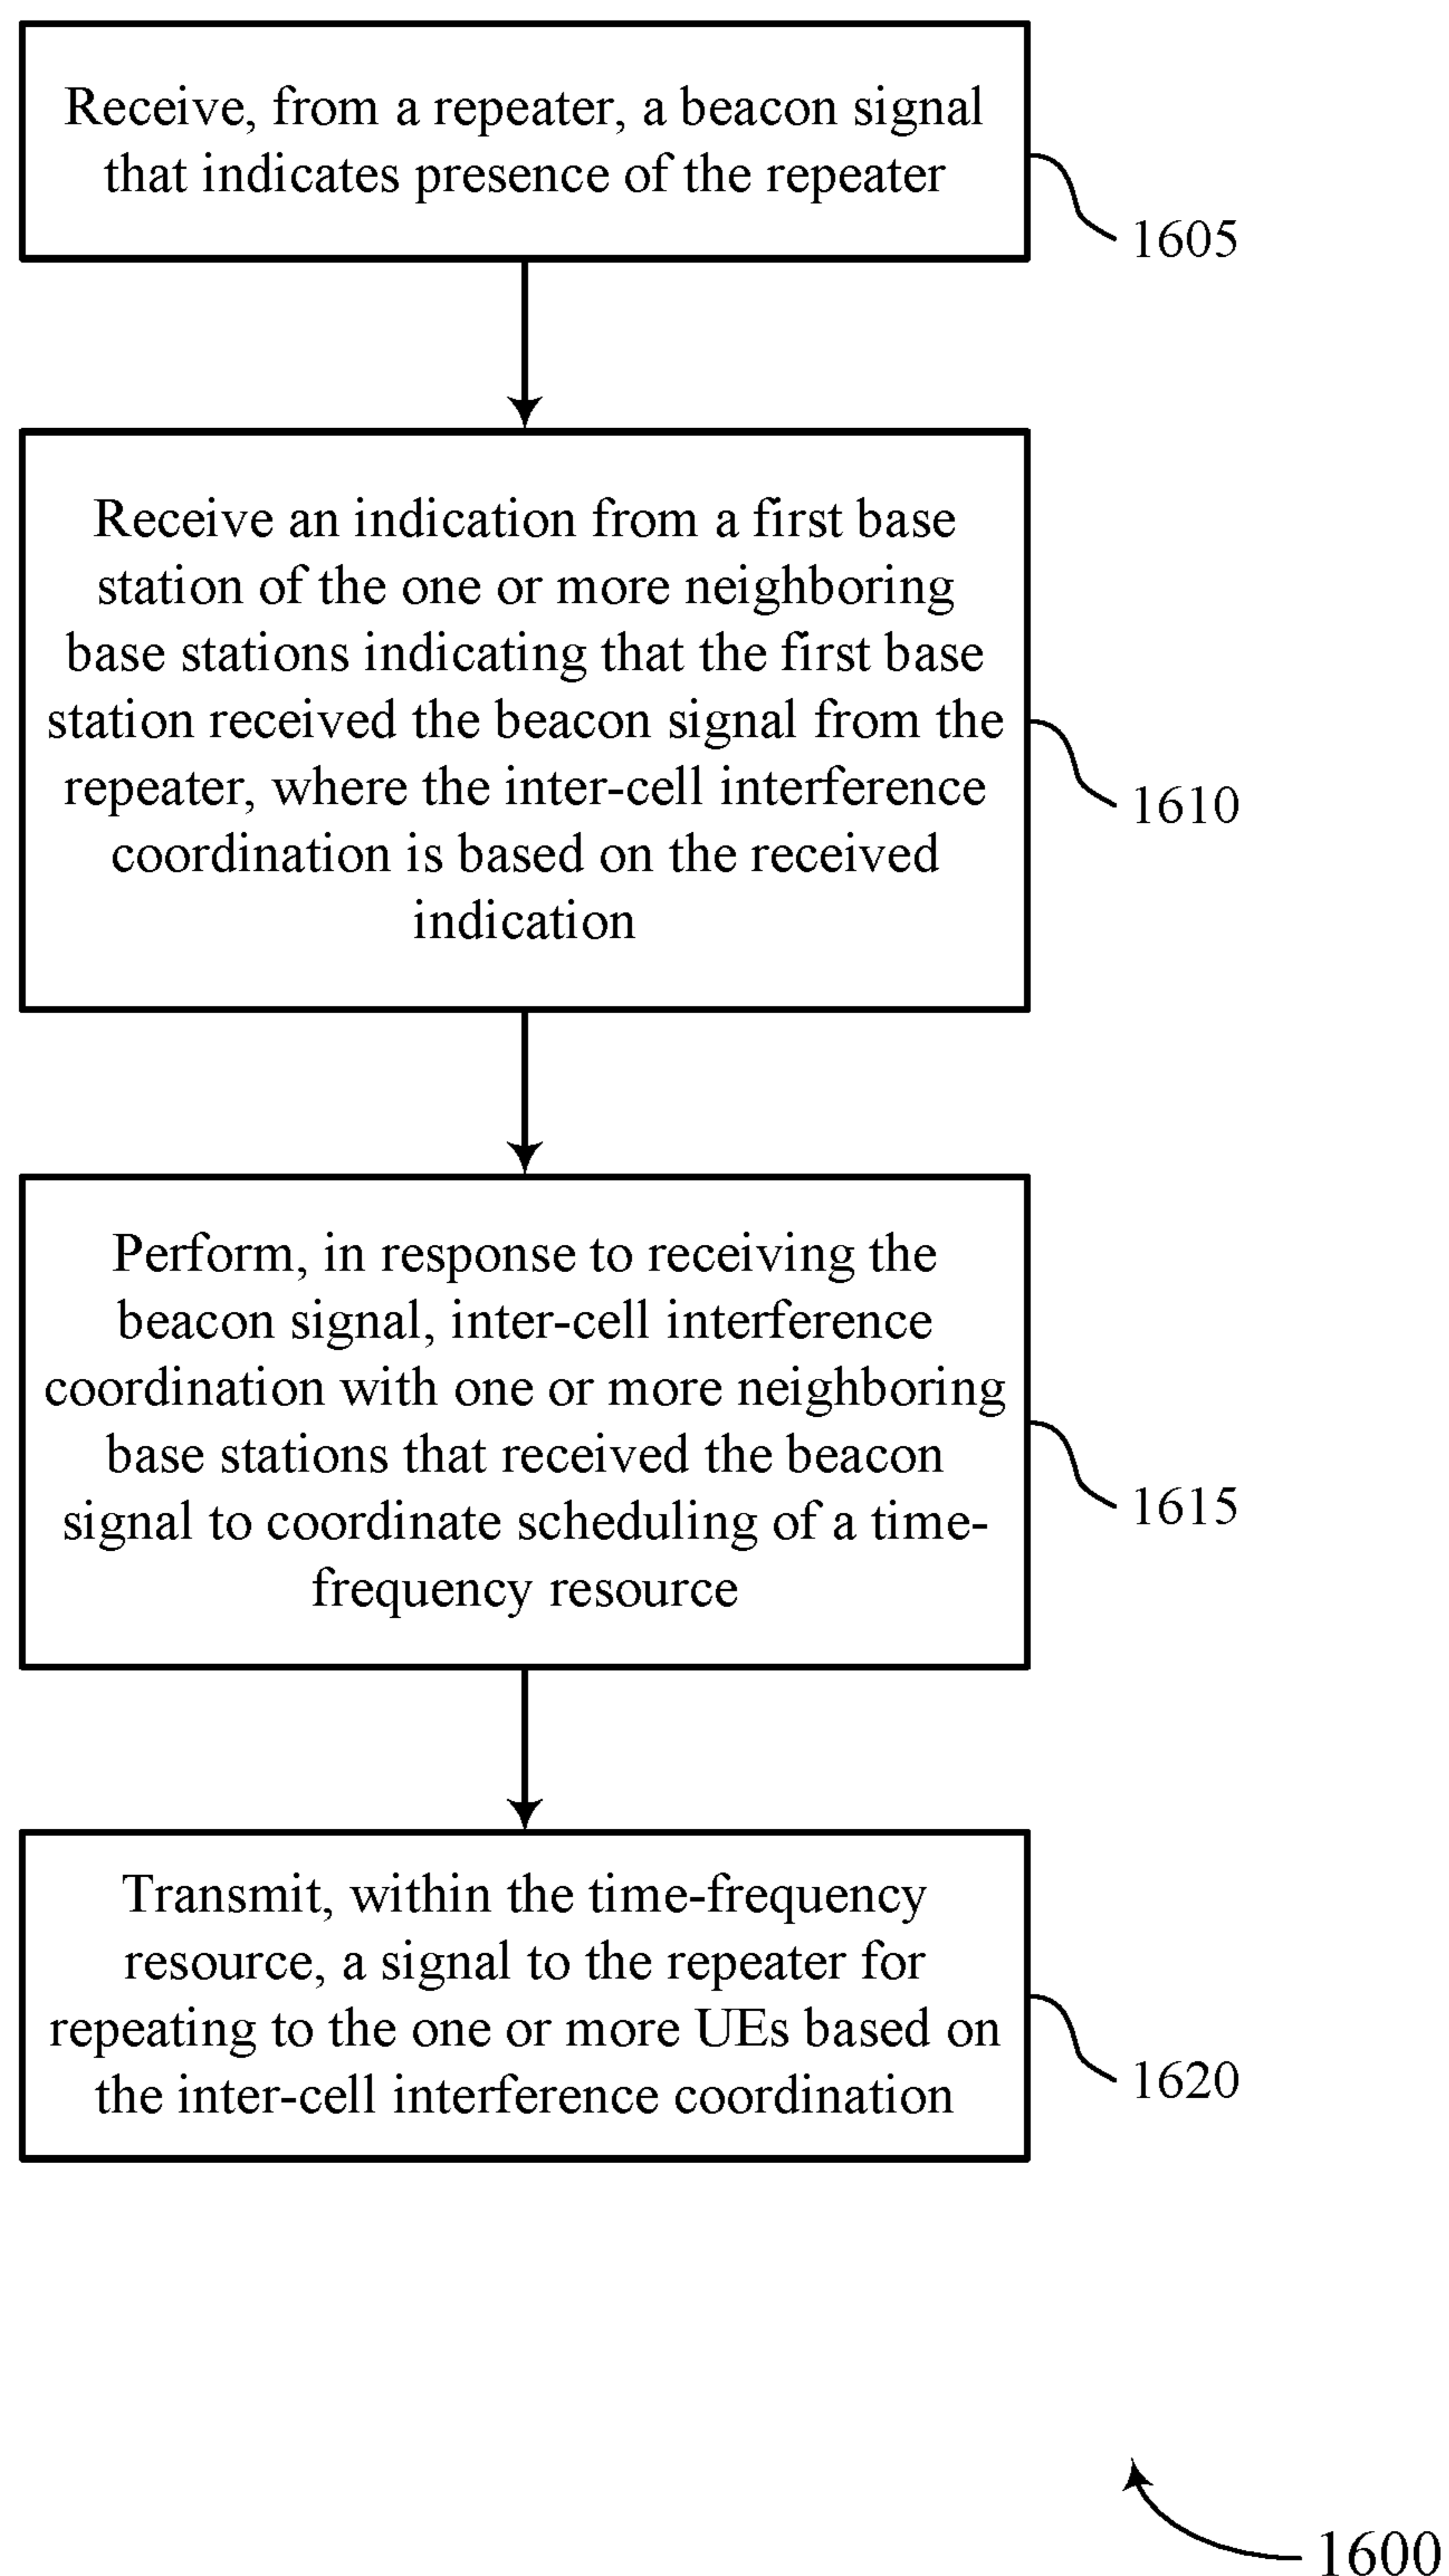 Receive, from a repeater, a beacon signal
that indicates presence of the repeater
1605
Receive an indication from a first base
station of the one or more neighboring
base stations indicating that the first base
station received the beacon signal from the
repeater, where the inter-cell interference
coordination is based on the received
indication
1610
Perform, in response to receiving the
beacon signal, inter-cell interference
coordination with one or more neighboring
base stations that received the beacon
signal to coordinate scheduling of a time-
frequency resource
1615
Transmit, within the time-frequency
resource, a signal to the repeater for
repeating to the one or more UEs based on
the inter-cell interference coordination
1620
1600